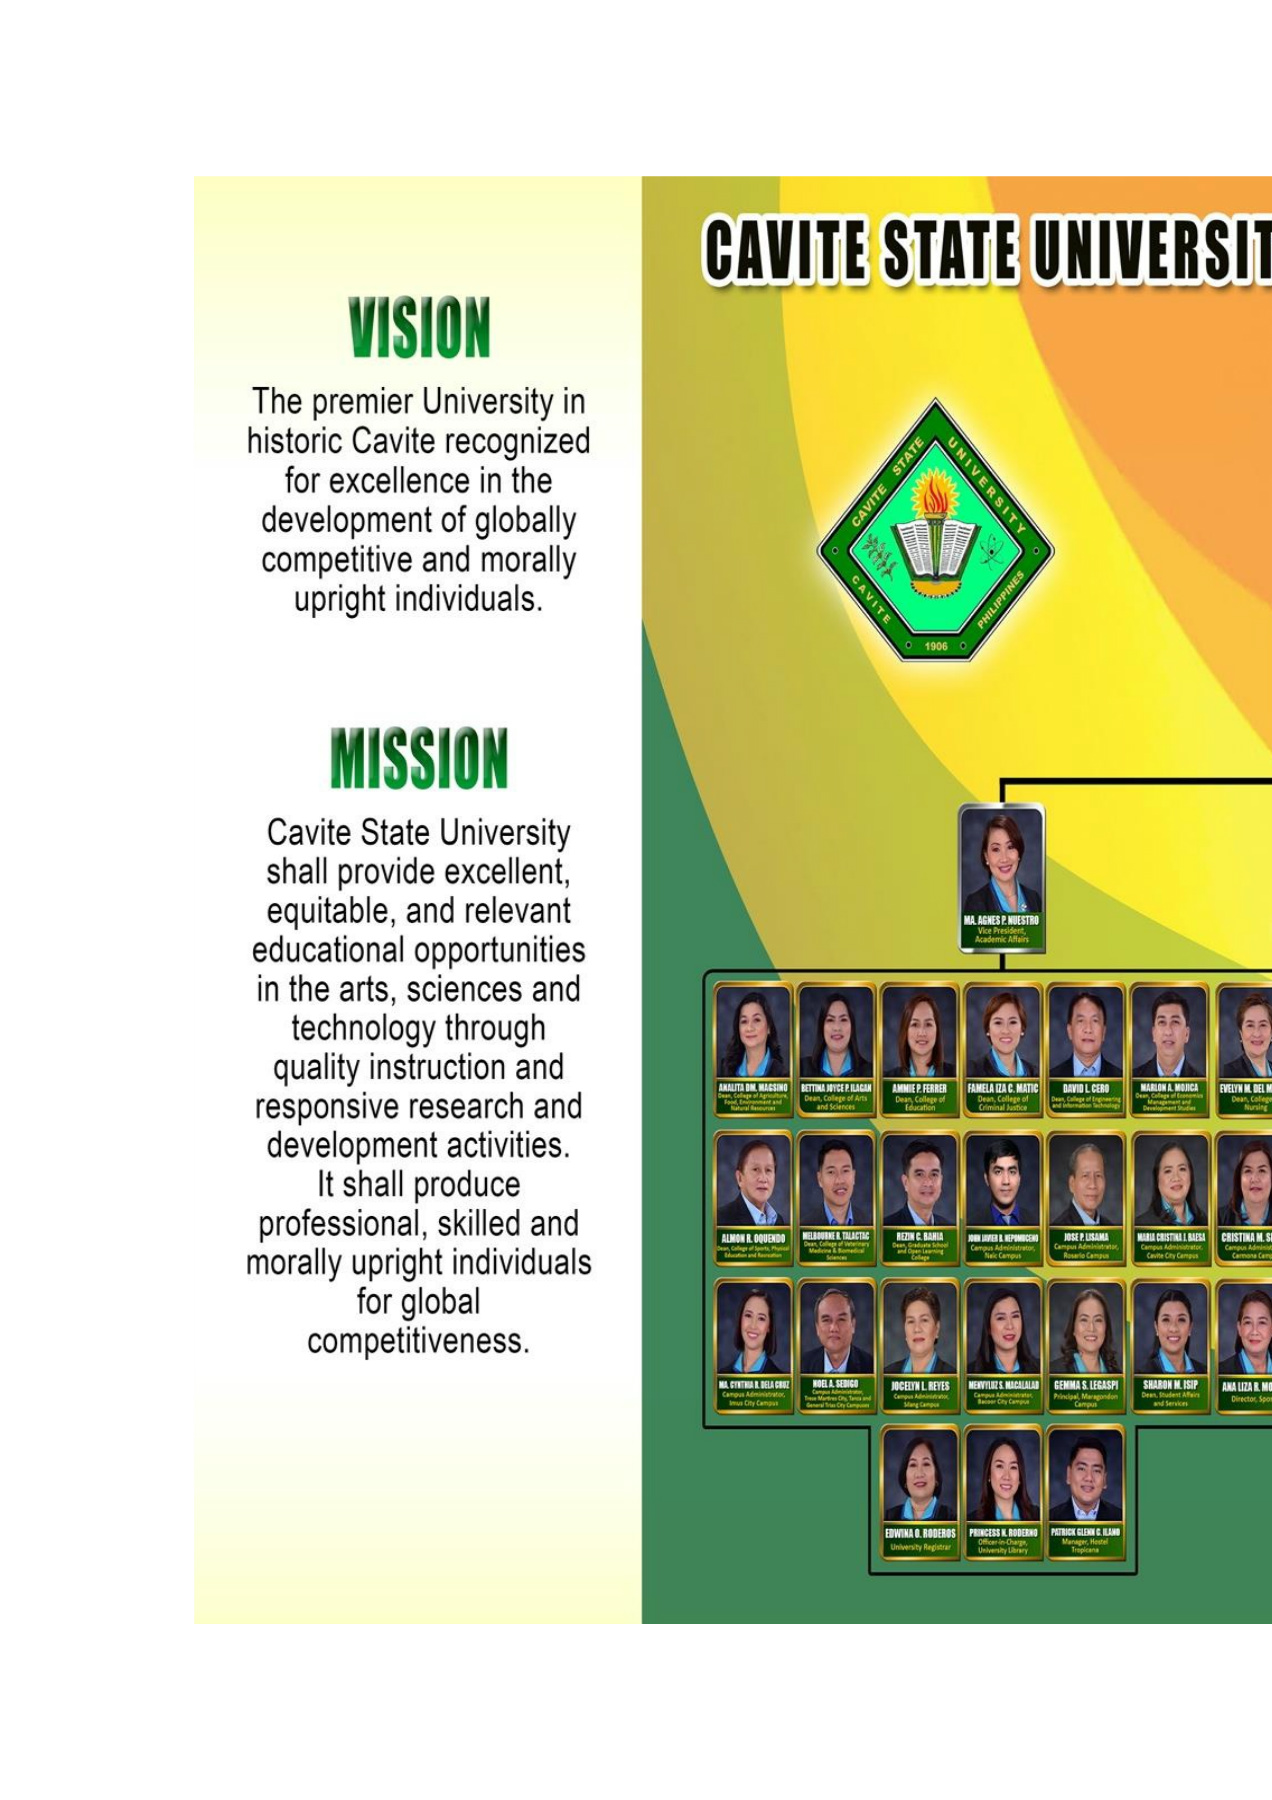 VISION
The premier University in
historic Cavite recognized
for excellence in the
development of globally
competitive and morally
upright individuals.
MISSION
Cavite State University
shall provide excellent,
equitable, and relevant
educational opportunities
in the arts, sciences and
technology through
quality instruction and
responsive research and
development activities.
It shall produce
professional, skilled and
morally upright individuals
for global
competitiveness.
CAVITE STATE UNIVERSIT
CAVITE STATE UNIVERSITY
CAVITE PHILIPPINES
1906
MA. AGNES P. NUESTRO
Vice President,
Academic Affairs
ANALITA DM. MAGSINO
Dean, College of Agriculture,
Food, Environment and
Natural Resources
BETTINA JOYCE P. ILAGAN
Dean, College of Arts
and Sciences
AMMIE P. FERRER
Dean, College of
Education
FAMELA IZA C. MATIC
Dean, College of
Criminal Justice
DAVID L. CERO
Dean, College of Engineering
and Information Technology
MARLON A. MOJICA
Dean, College of Economics
Management and
Development Studies
EVELYN M. DEL M
Dean, College
Nursing
ALMON R. OQUENDO
Dean, College of Sports, Physical
Education and Recreation
MELBOURNE R. TALACTAC
Dean, College of Veterinary
Medicine & Biomedical
Sciences
REZIN C. BAHIA
Dean, Graduate School
and Open Learning
College
JOHN JAVIER B. NEPOMUCENO
Campus Administrator,
Naic Campus
JOSE P. LISAMA
Campus Administrator,
Rosario Campus
MARIA CRISTINA J. BAESA
Campus Administrator,
Cavite City Campus
CRISTINA M. S
Campus Administ
Carmona Camp
MA. CYNTHIA R. DELA CRUZ
Campus Administrator,
Imus City Campus
NOEL A. SEDIGO
Campus Administrator,
Trece Martires City, Tanza and
General Trias City Campuses
JOCELYN L. REYES
Campus Administrator,
Silang Campus
MENVYLUZ S. MACALALAD
Campus Administrator,
Bacoor City Campus
GEMMA S. LEGASPI
Principal, Maragondon
Campus
SHARON M. ISIP
Dean, Student Affairs
and Services
ANA LIZA R. MO
Director, Spo
EDWINA O. RODEROS
University Registrar
PRINCESS N. RODERNO
Officer-in-Charge,
University Library
PATRICK GLENN C. ILANO
Manager, Hostel
Tropicana